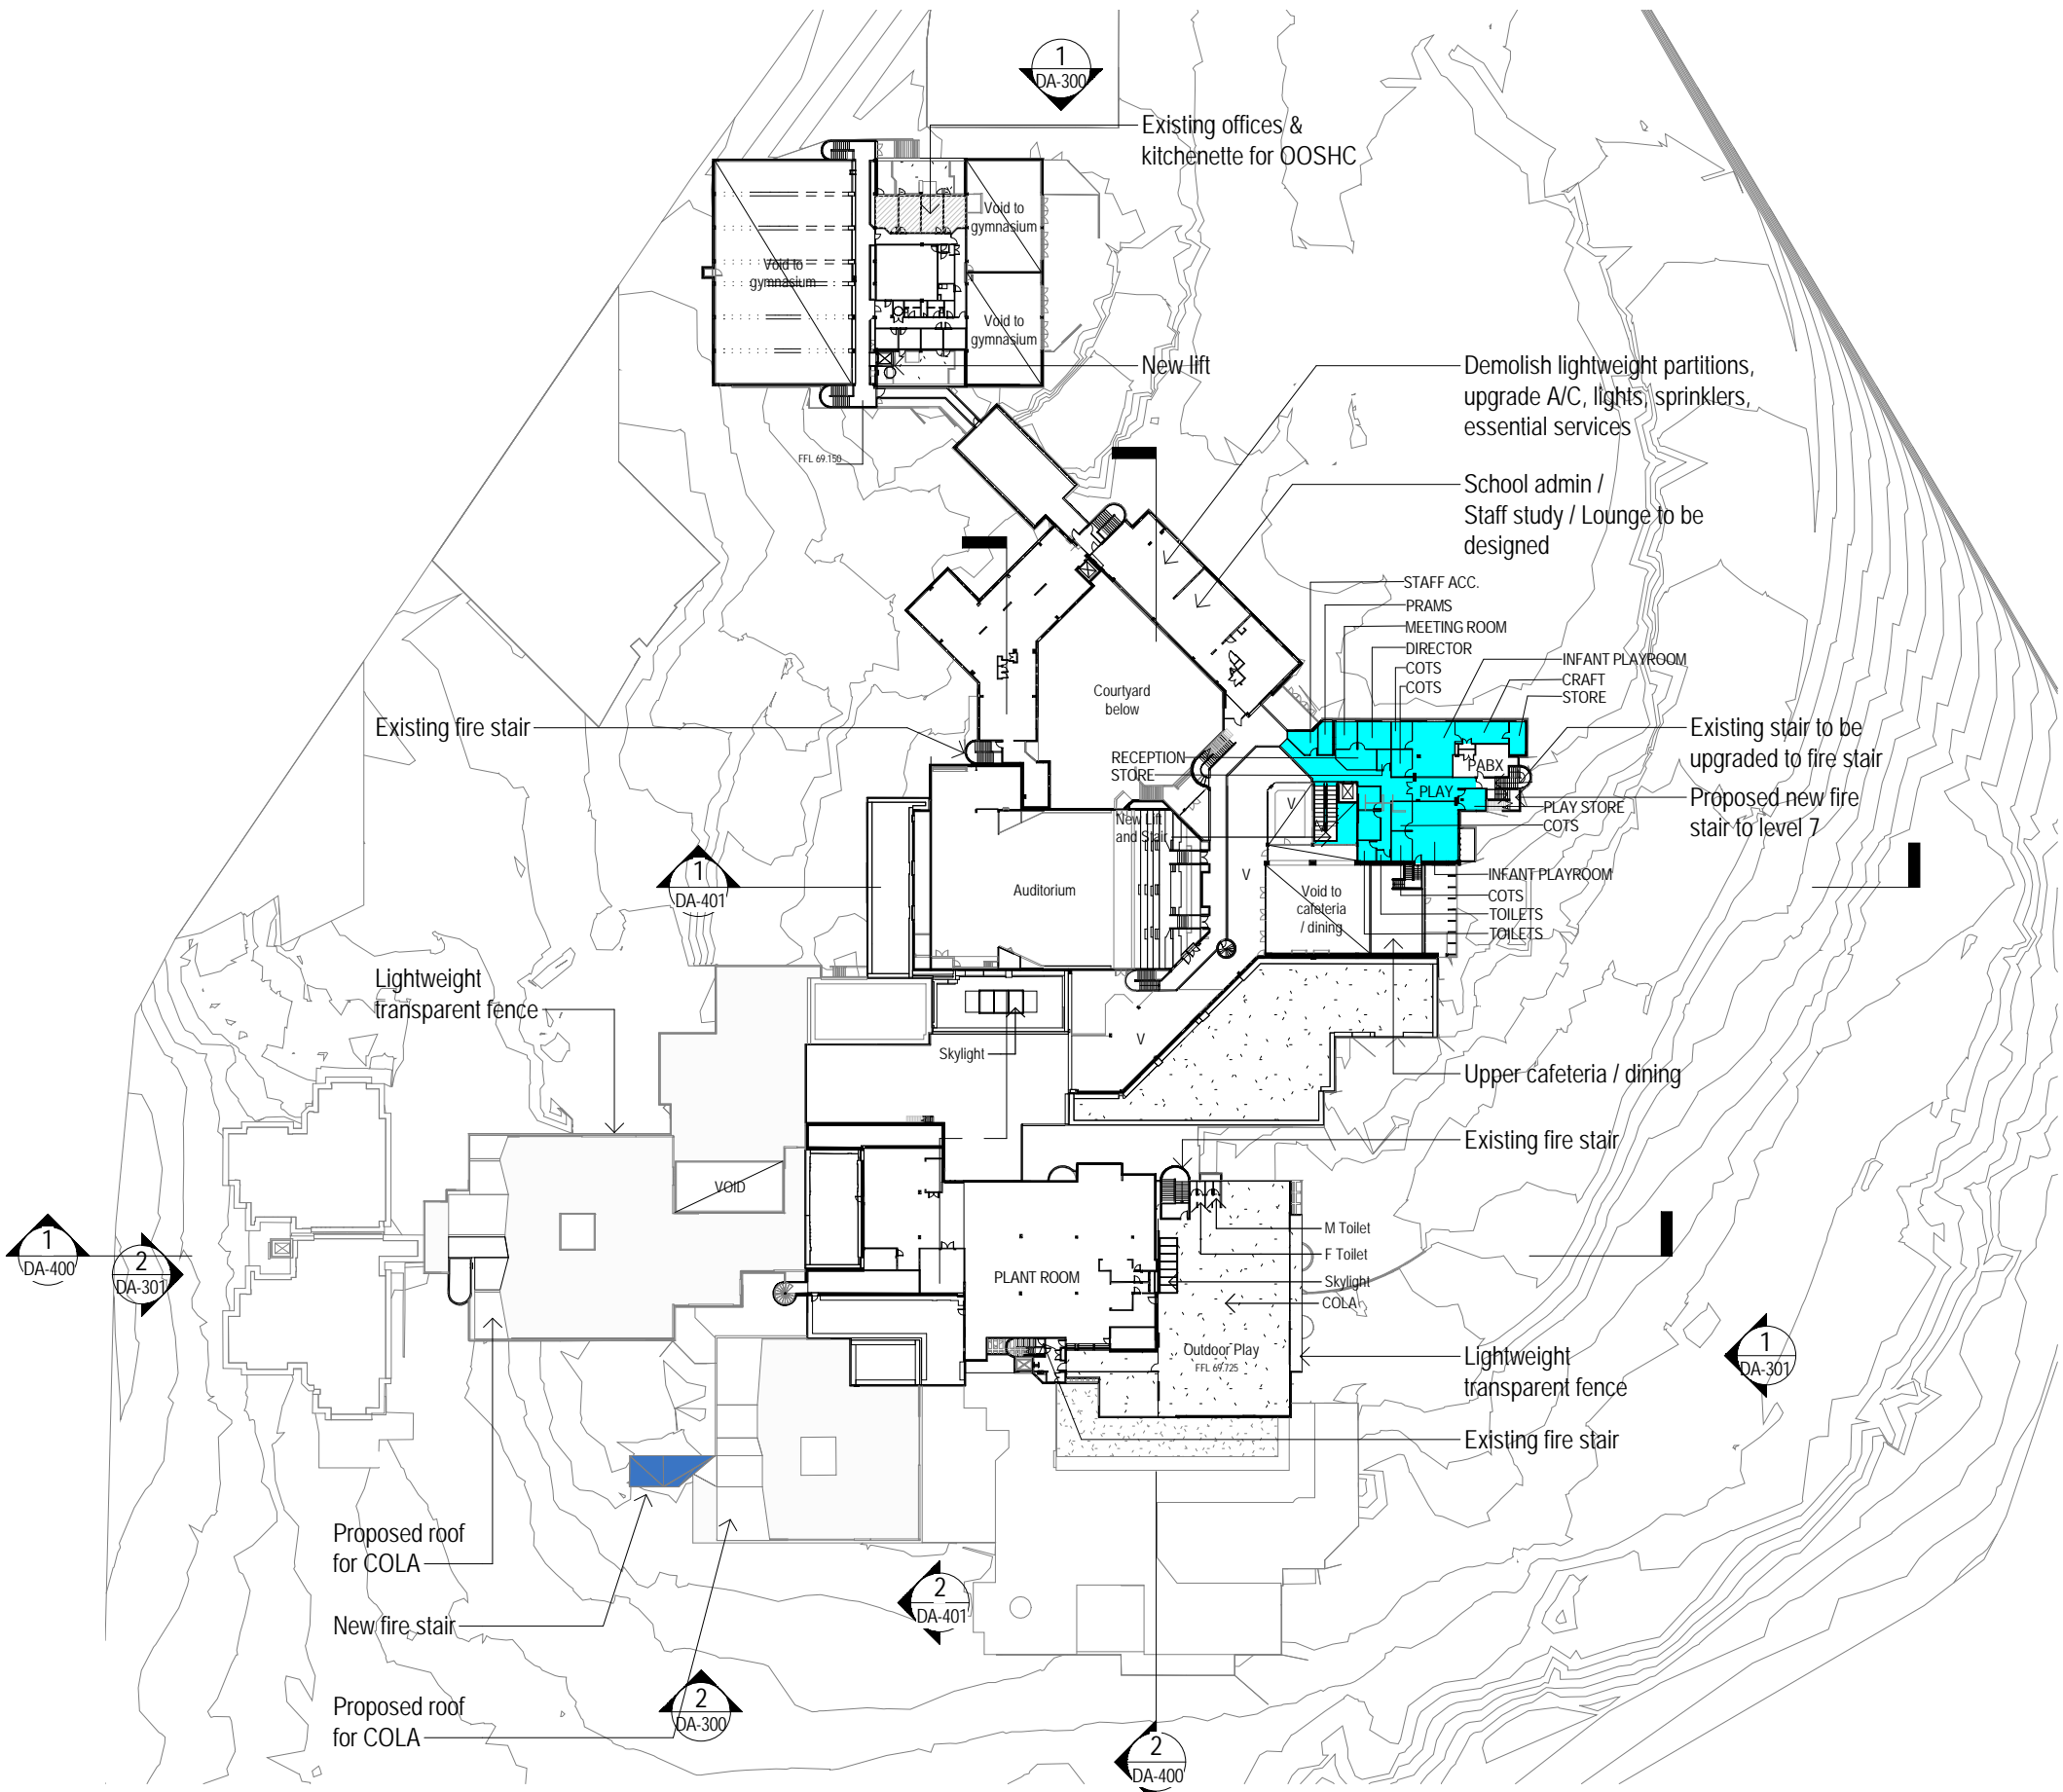 1
DA-300
Existing offices &
kitchenette for OOSHC
Void to
gymnasium
Void to
gymnasium
Void to
gymnasium
New lift
Demolish lightweight partitions,
upgrade A/C, lights, sprinklers,
essential services
FFL 69.150
School admin /
Staff study / Lounge to be
designed
STAFF ACC.
PRAMS
MEETING ROOM
DIRECTOR
COTS
COTS
INFANT PLAYROOM
CRAFT
STORE
Courtyard
below
Existing fire stair
RECEPTION
STORE
PABX
Existing stair to be
upgraded to fire stair
PLAY
Proposed new fire
stair to level 7
PLAY STORE
COTS
New Lift
and Stair
V
1
DA-401
Auditorium
V
Void to
cafeteria
/ dining
INFANT PLAYROOM
COTS
TOILETS
TOILETS
Lightweight
transparent fence
Skylight
V
Upper cafeteria / dining
Existing fire stair
VOID
M Toilet
F Toilet
Skylight
COLA
1
DA-400
2
DA-301
PLANT ROOM
Outdoor Play
FFL 69.725
Lightweight
transparent fence
1
DA-301
Existing fire stair
Proposed roof
for COLA
2
DA-401
New fire stair
Proposed roof
for COLA
2
DA-300
2
DA-400